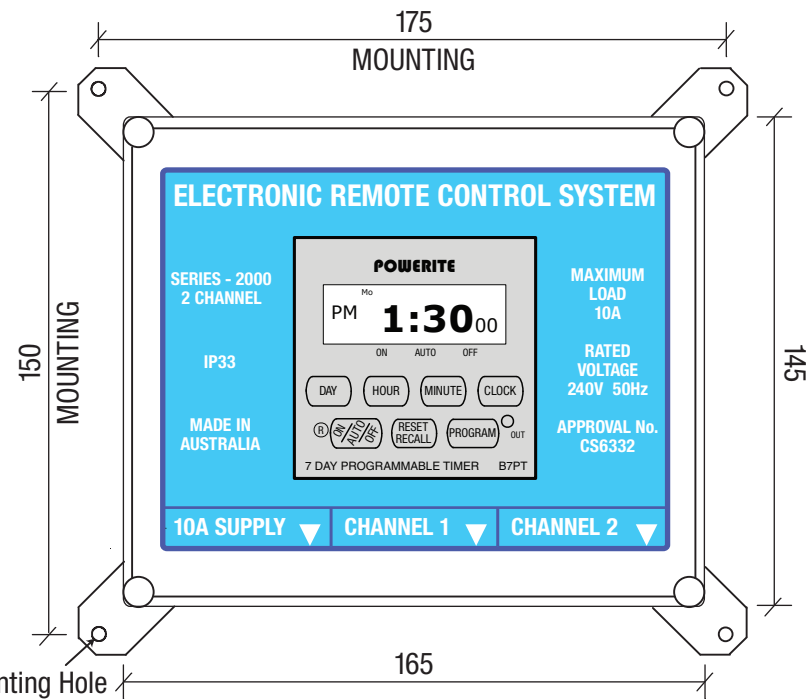 175
MOUNTING
150
MOUNTING
145
ELECTRONIC REMOTE CONTROL SYSTEM
SERIES - 2000
2 CHANNEL
IP33
MADE IN
AUSTRALIA
POWERITE
Mo
PM 1:30 00
ON AUTO OFF
DAY HOUR MINUTE CLOCK
® ON/AUTO/OFF RESET RECALL PROGRAM OUT
7 DAY PROGRAMMABLE TIMER B7PT
MAXIMUM
LOAD
10A
RATED
VOLTAGE
240V 50Hz
APPROVAL No.
CS6332
10A SUPPLY CHANNEL 1 CHANNEL 2
nting Hole
165